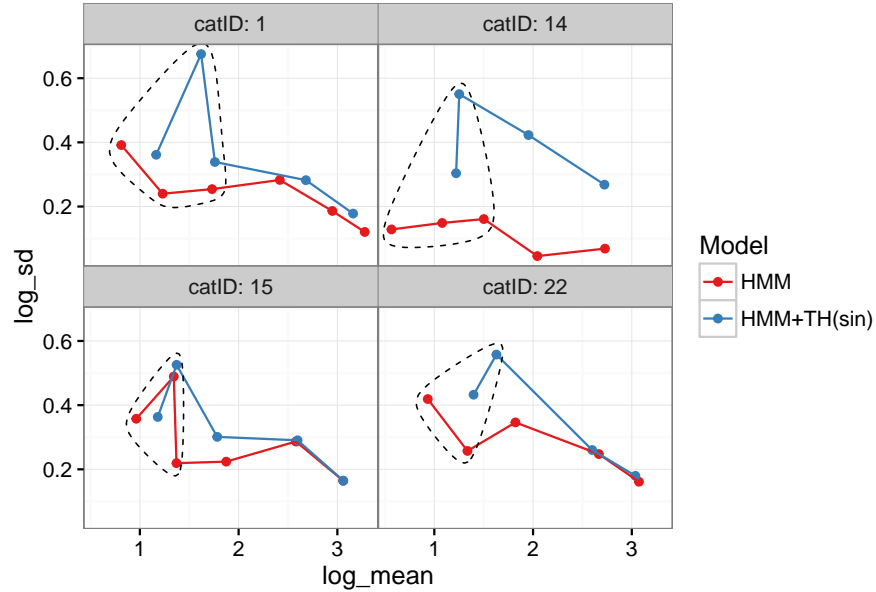 catID: 1
catID: 14
0.6
0.4
0.2
catID: 15
catID: 22
0.6
0.4
0.2
1
2
3
1
2
3
log_mean
log_sd
Model
HMM
HMM+TH(sin)